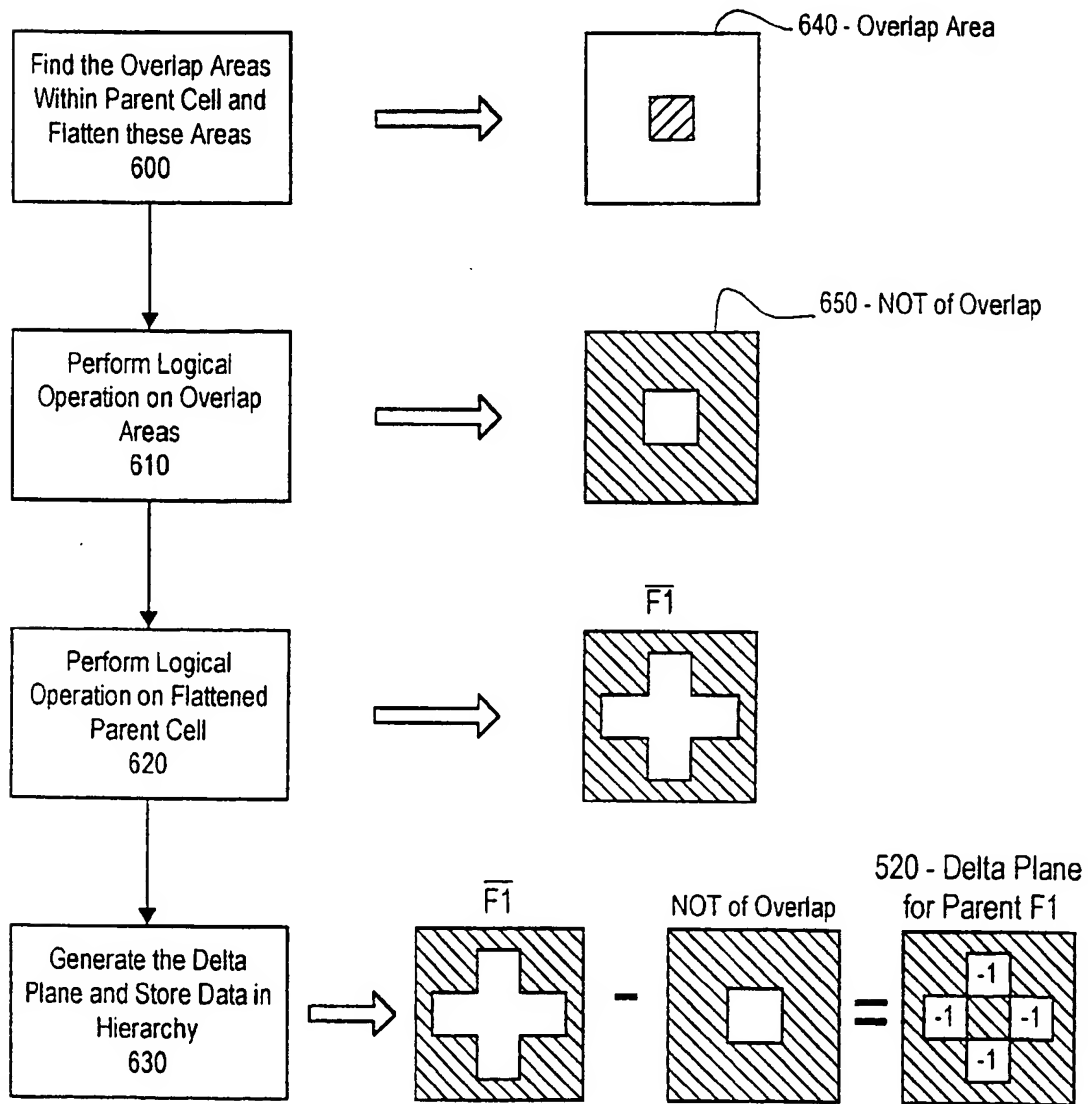 Find the Overlap Areas
Within Parent Cell and
Flatten these Areas
600
640 - Overlap Area
Perform Logical
Operation on Overlap
Areas
610
650 - NOT of Overlap
Perform Logical
Operation on Flattened
Parent Cell
620
F1
Generate the Delta
Plane and Store Data in
Hierarchy
630
F1
-
NOT of Overlap
=
520 - Delta Plane
for Parent F1
-1
-1
-1
-1